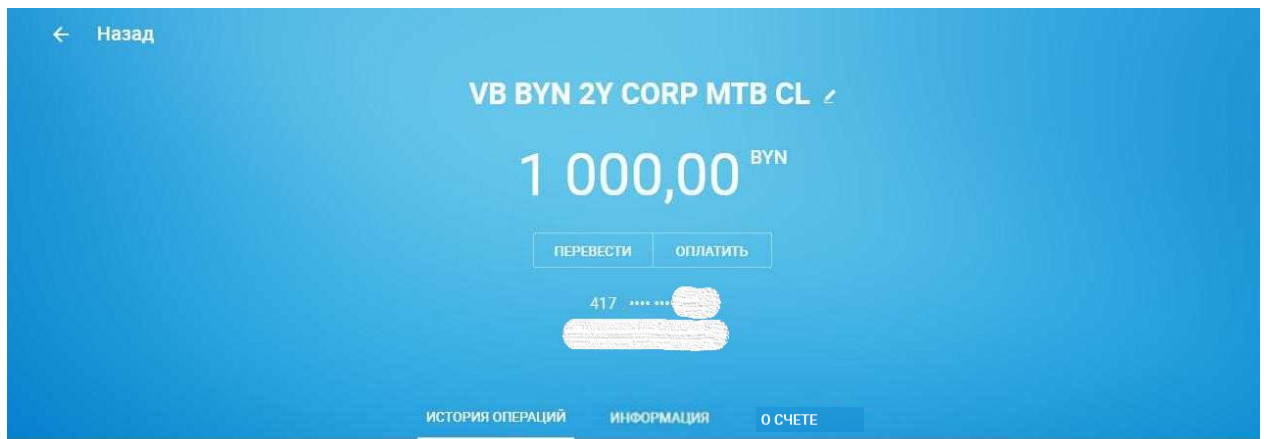 ← Назад
VB BYN 2Y CORP MTB CL
1 000,00 BYN
ПЕРЕВЕСТИ ОПЛАТИТЬ
417 •••• •••
ИСТОРИЯ ОПЕРАЦИЙ ИНФОРМАЦИЯ О СЧЕТЕ